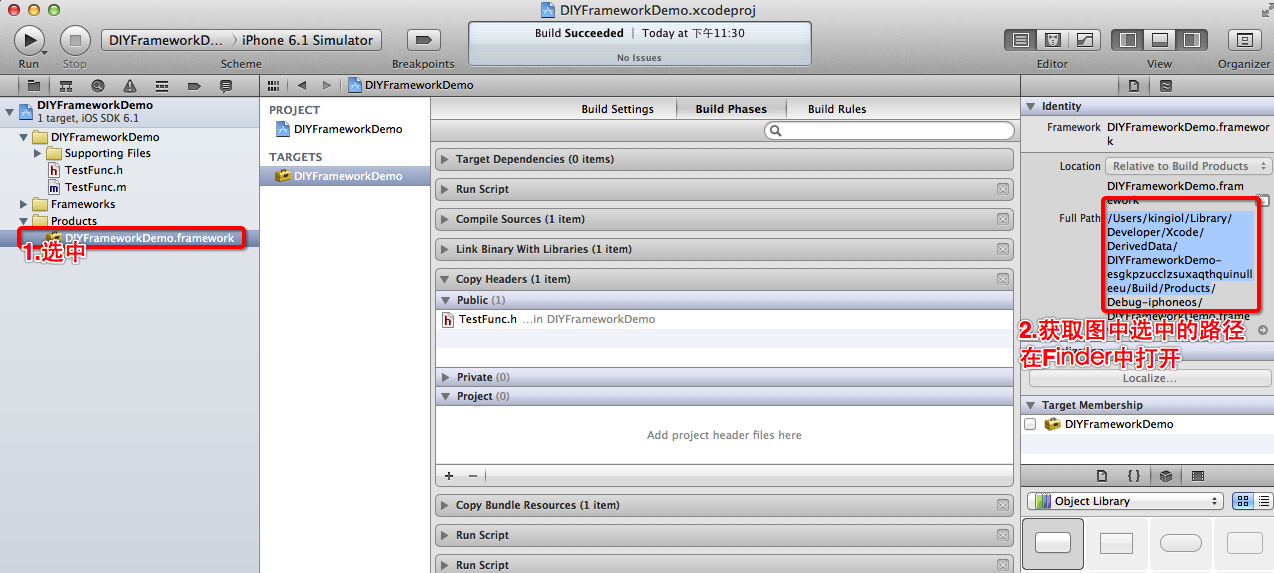 DIYFrameworkDemo.xcodeproj
DIYFrameworkD... 〉iPhone 6.1 Simulator
Build Succeeded | Today at 下午11:30
No Issues
Run
Stop
Scheme
Breakpoints
Editor
View
Organizer
DIYFrameworkDemo
1 target, iOS SDK 6.1
DIYFrameworkDemo
Supporting Files
h TestFunc.h
m TestFunc.m
Frameworks
Products
DIYFrameworkDemo.framework
1.选中
DIYFrameworkDemo
PROJECT
DIYFrameworkDemo
TARGETS
DIYFrameworkDemo
Build Settings
Build Phases
Build Rules
Target Dependencies (0 items)
Run Script
Compile Sources (1 item)
Link Binary With Libraries (1 item)
Copy Headers (1 item)
Public (1)
h TestFunc.h ...in DIYFrameworkDemo
Private (0)
Project (0)
Add project header files here
Copy Bundle Resources (1 item)
Run Script
Run Script
Identity
Framework DIYFrameworkDemo.framewor
k
Location Relative to Build Products
DIYFrameworkDemo.fram
ework
Full Path /Users/kingiol/Library/
Developer/Xcode/
DerivedData/
DIYFrameworkDemo-
esgkpzucclzsuxaqthquinull
eeu/Build/Products/
Debug-iphoneos/
DIYFrameworkDemo.frame
2.获取图中选中的路径
在Finder中打开
Localize...
Target Membership
DIYFrameworkDemo
{ }
Object Library